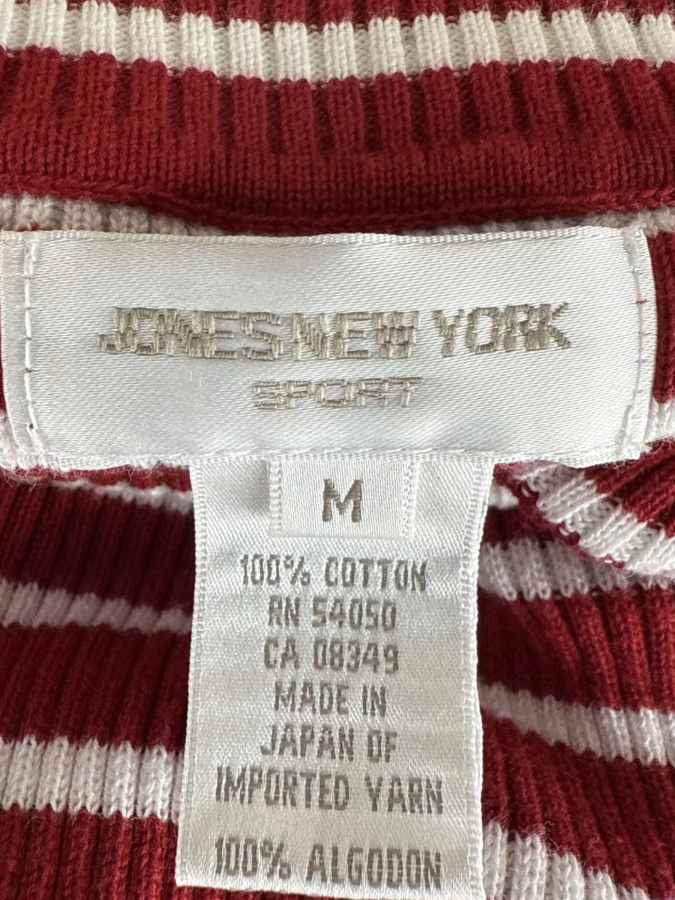 JONES NEW YORK
SPORT
M
100% COTTON
RN 54050
CA 08349
MADE IN
JAPAN OF
IMPORTED YARN
100% ALGODON